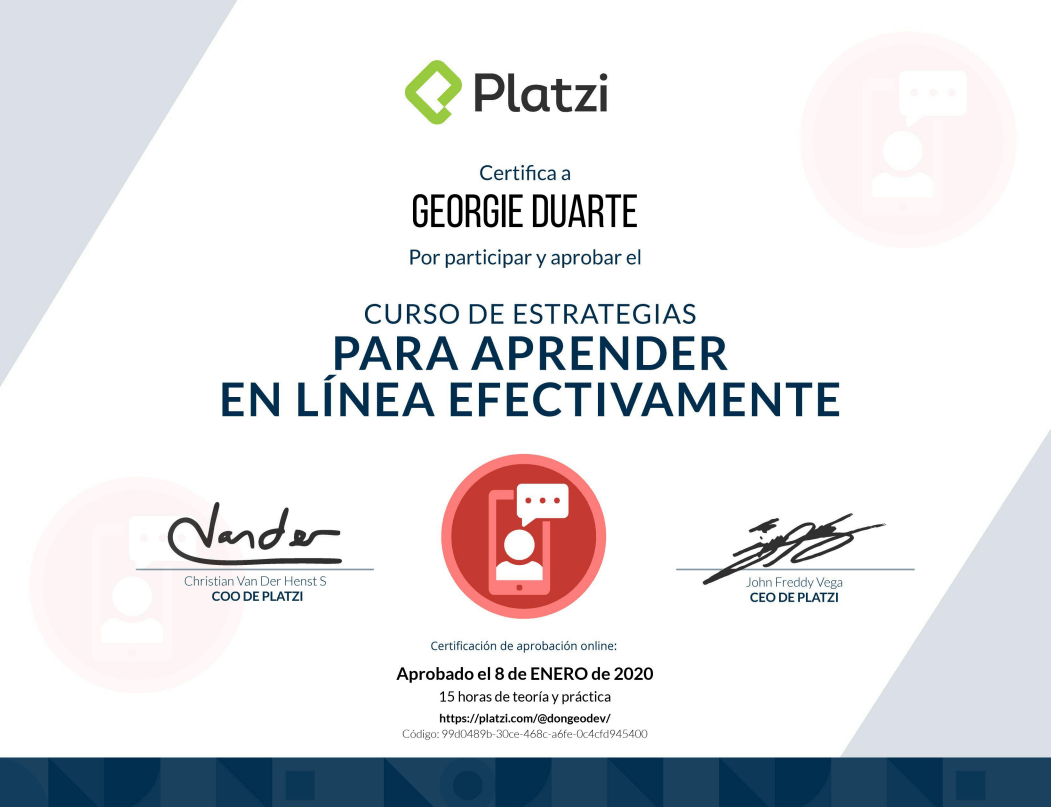 Platzi
Certifica a
GEORGIE DUARTE
Por participar y aprobar el
CURSO DE ESTRATEGIAS
PARA APRENDER
EN LÍNEA EFECTIVAMENTE
Vander
Christian Van Der Henst S
COO DE PLATZI
John Freddy Vega
CEO DE PLATZI
Certificación de aprobación online:
Aprobado el 8 de ENERO de 2020
15 horas de teoría y práctica
https://platzi.com/@dongeodev/
Código: 99d0489b-30ce-468c-a6fe-0c4cfd945400